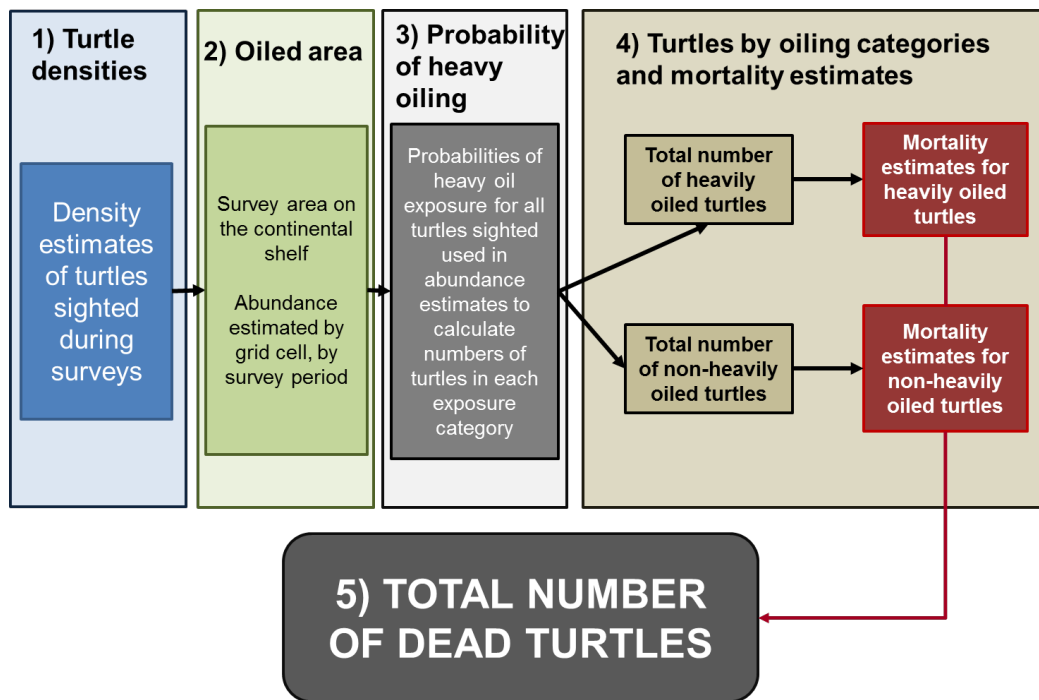 1) Turtle
densities
Density
estimates
of turtles
sighted
during
surveys
2) Oiled area
Survey area on
the continental
shelf
Abundance
estimated by
grid cell, by
survey period
3) Probability
of heavy
oiling
Probabilities of
heavy oil
exposure for all
turtles sighted
used in
abundance
estimates to
calculate
numbers of
turtles in each
exposure
category
4) Turtles by oiling categories
and mortality estimates
Total number
of heavily
oiled turtles
Mortality
estimates for
heavily oiled
turtles
Total number
of non-heavily
oiled turtles
Mortality
estimates for
non-heavily
oiled turtles
5) TOTAL NUMBER
OF DEAD TURTLES